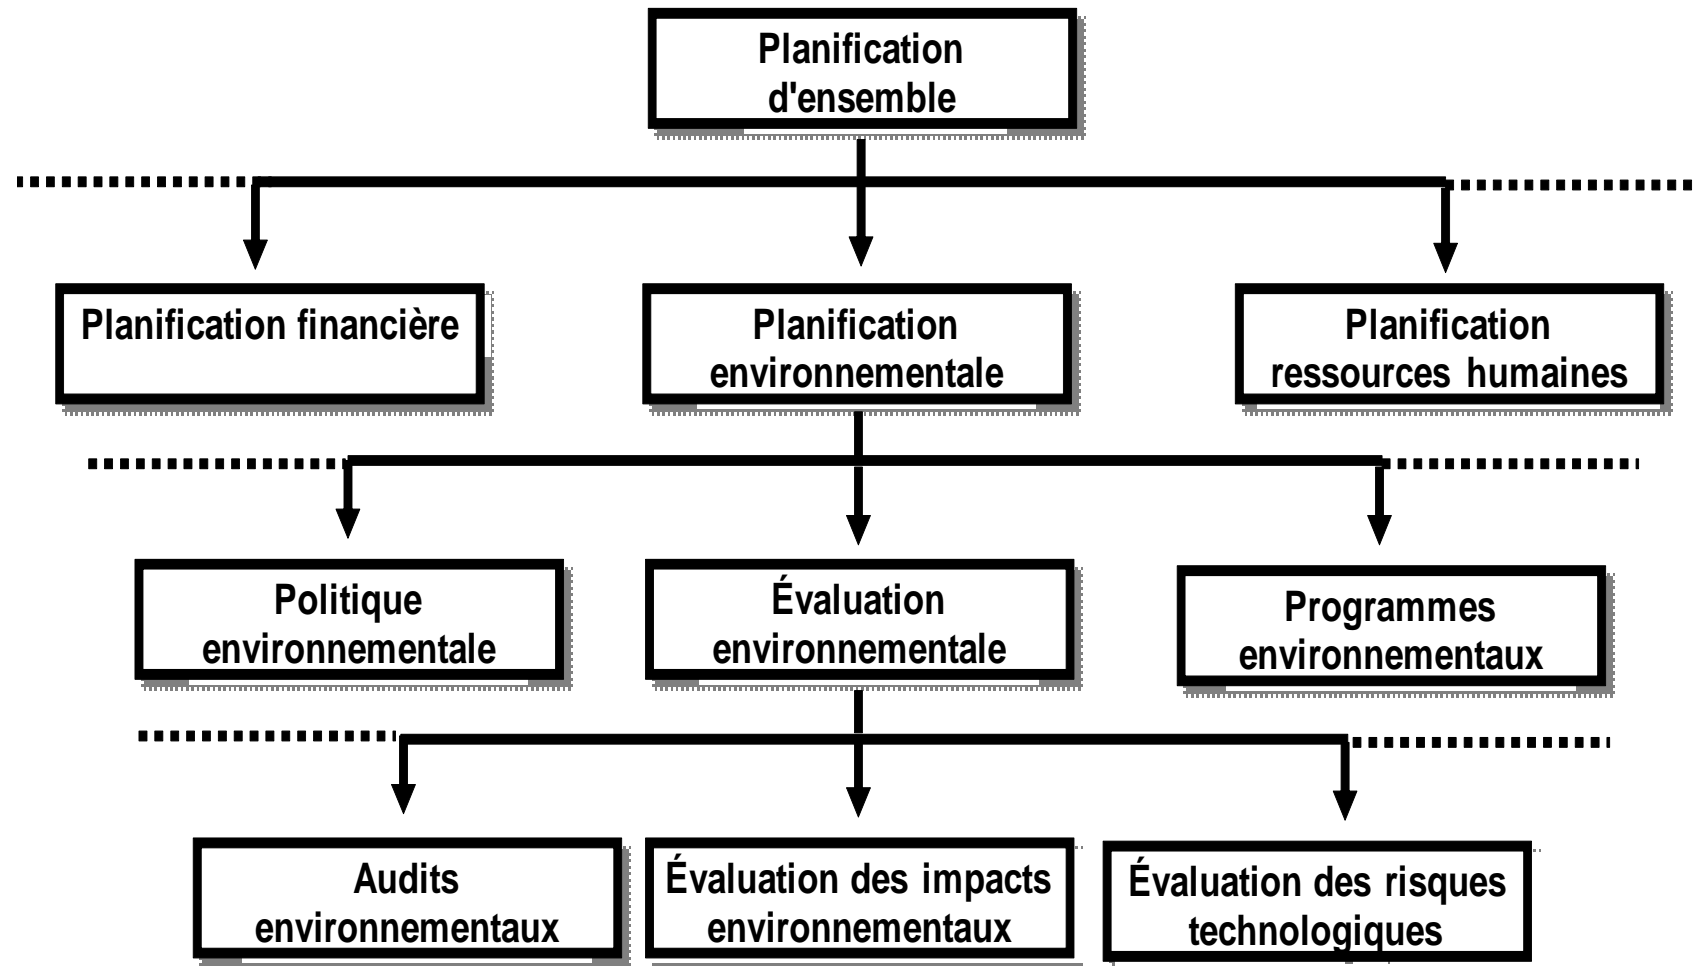 Planification
d'ensemble
Planification financière
Planification
environnementale
Planification
ressources humaines
Politique
environnementale
Évaluation
environnementale
Programmes
environnementaux
Audits
environnementaux
Évaluation des impacts
environnementaux
Évaluation des risques
technologiques